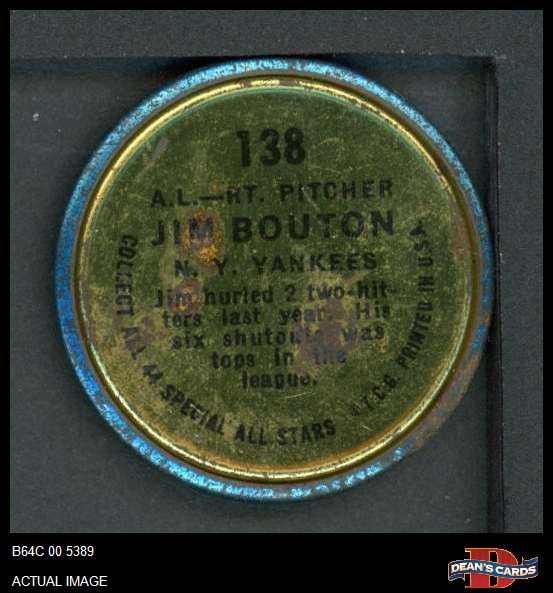 138
A.L.—RT. PITCHER
JIM BOUTON
N. Y. YANKEES
Jim hurled 2 two-hit-
ters last year. His
six shutouts was
tops in the
league.
COLLECT ALL 44 SPECIAL ALL STARS
©T.C.G. PRINTED IN U.S.A.
B64C 00 5389
ACTUAL IMAGE
D
DEAN'S CARDS